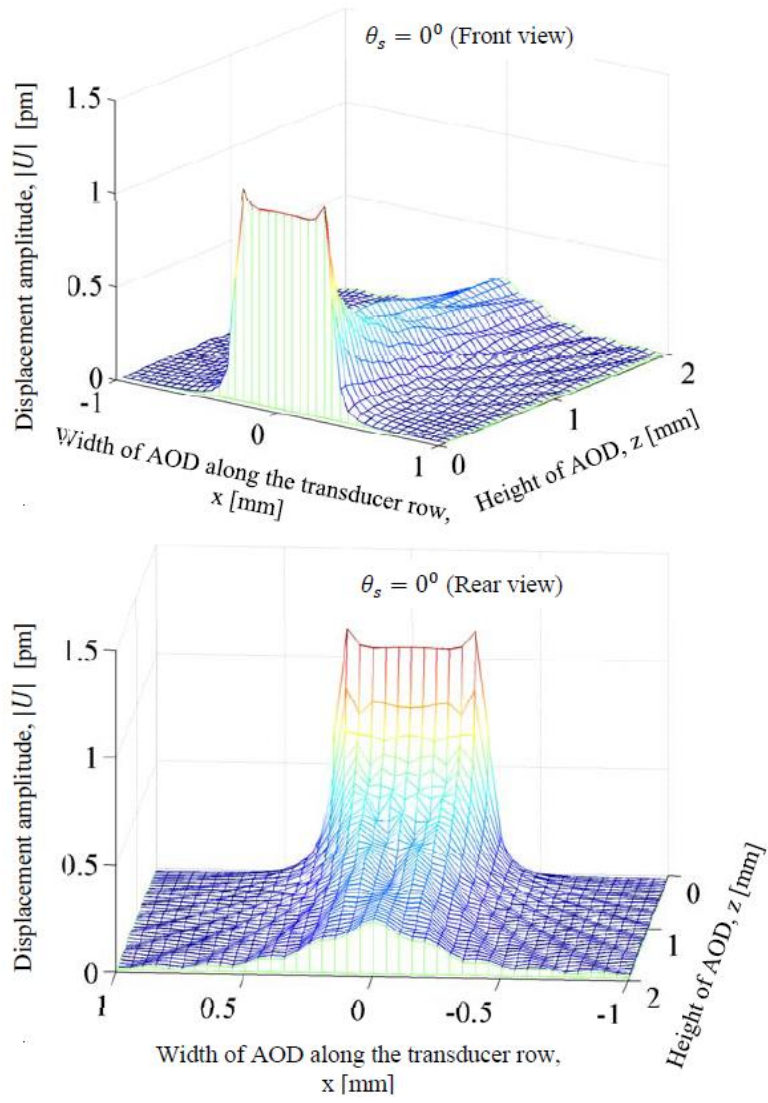 θₛ = 0⁰ (Front view)
1.5
1
0.5
0
Displacement amplitude, |U| [pm]
-1
0
1
Width of AOD along the transducer row,
x [mm]
0
1
2
Height of AOD, z [mm]
θₛ = 0⁰ (Rear view)
1.5
1
0.5
0
Displacement amplitude, |U| [pm]
1
0.5
0
-0.5
-1
Width of AOD along the transducer row,
x [mm]
0
1
2
Height of AOD, z [mm]